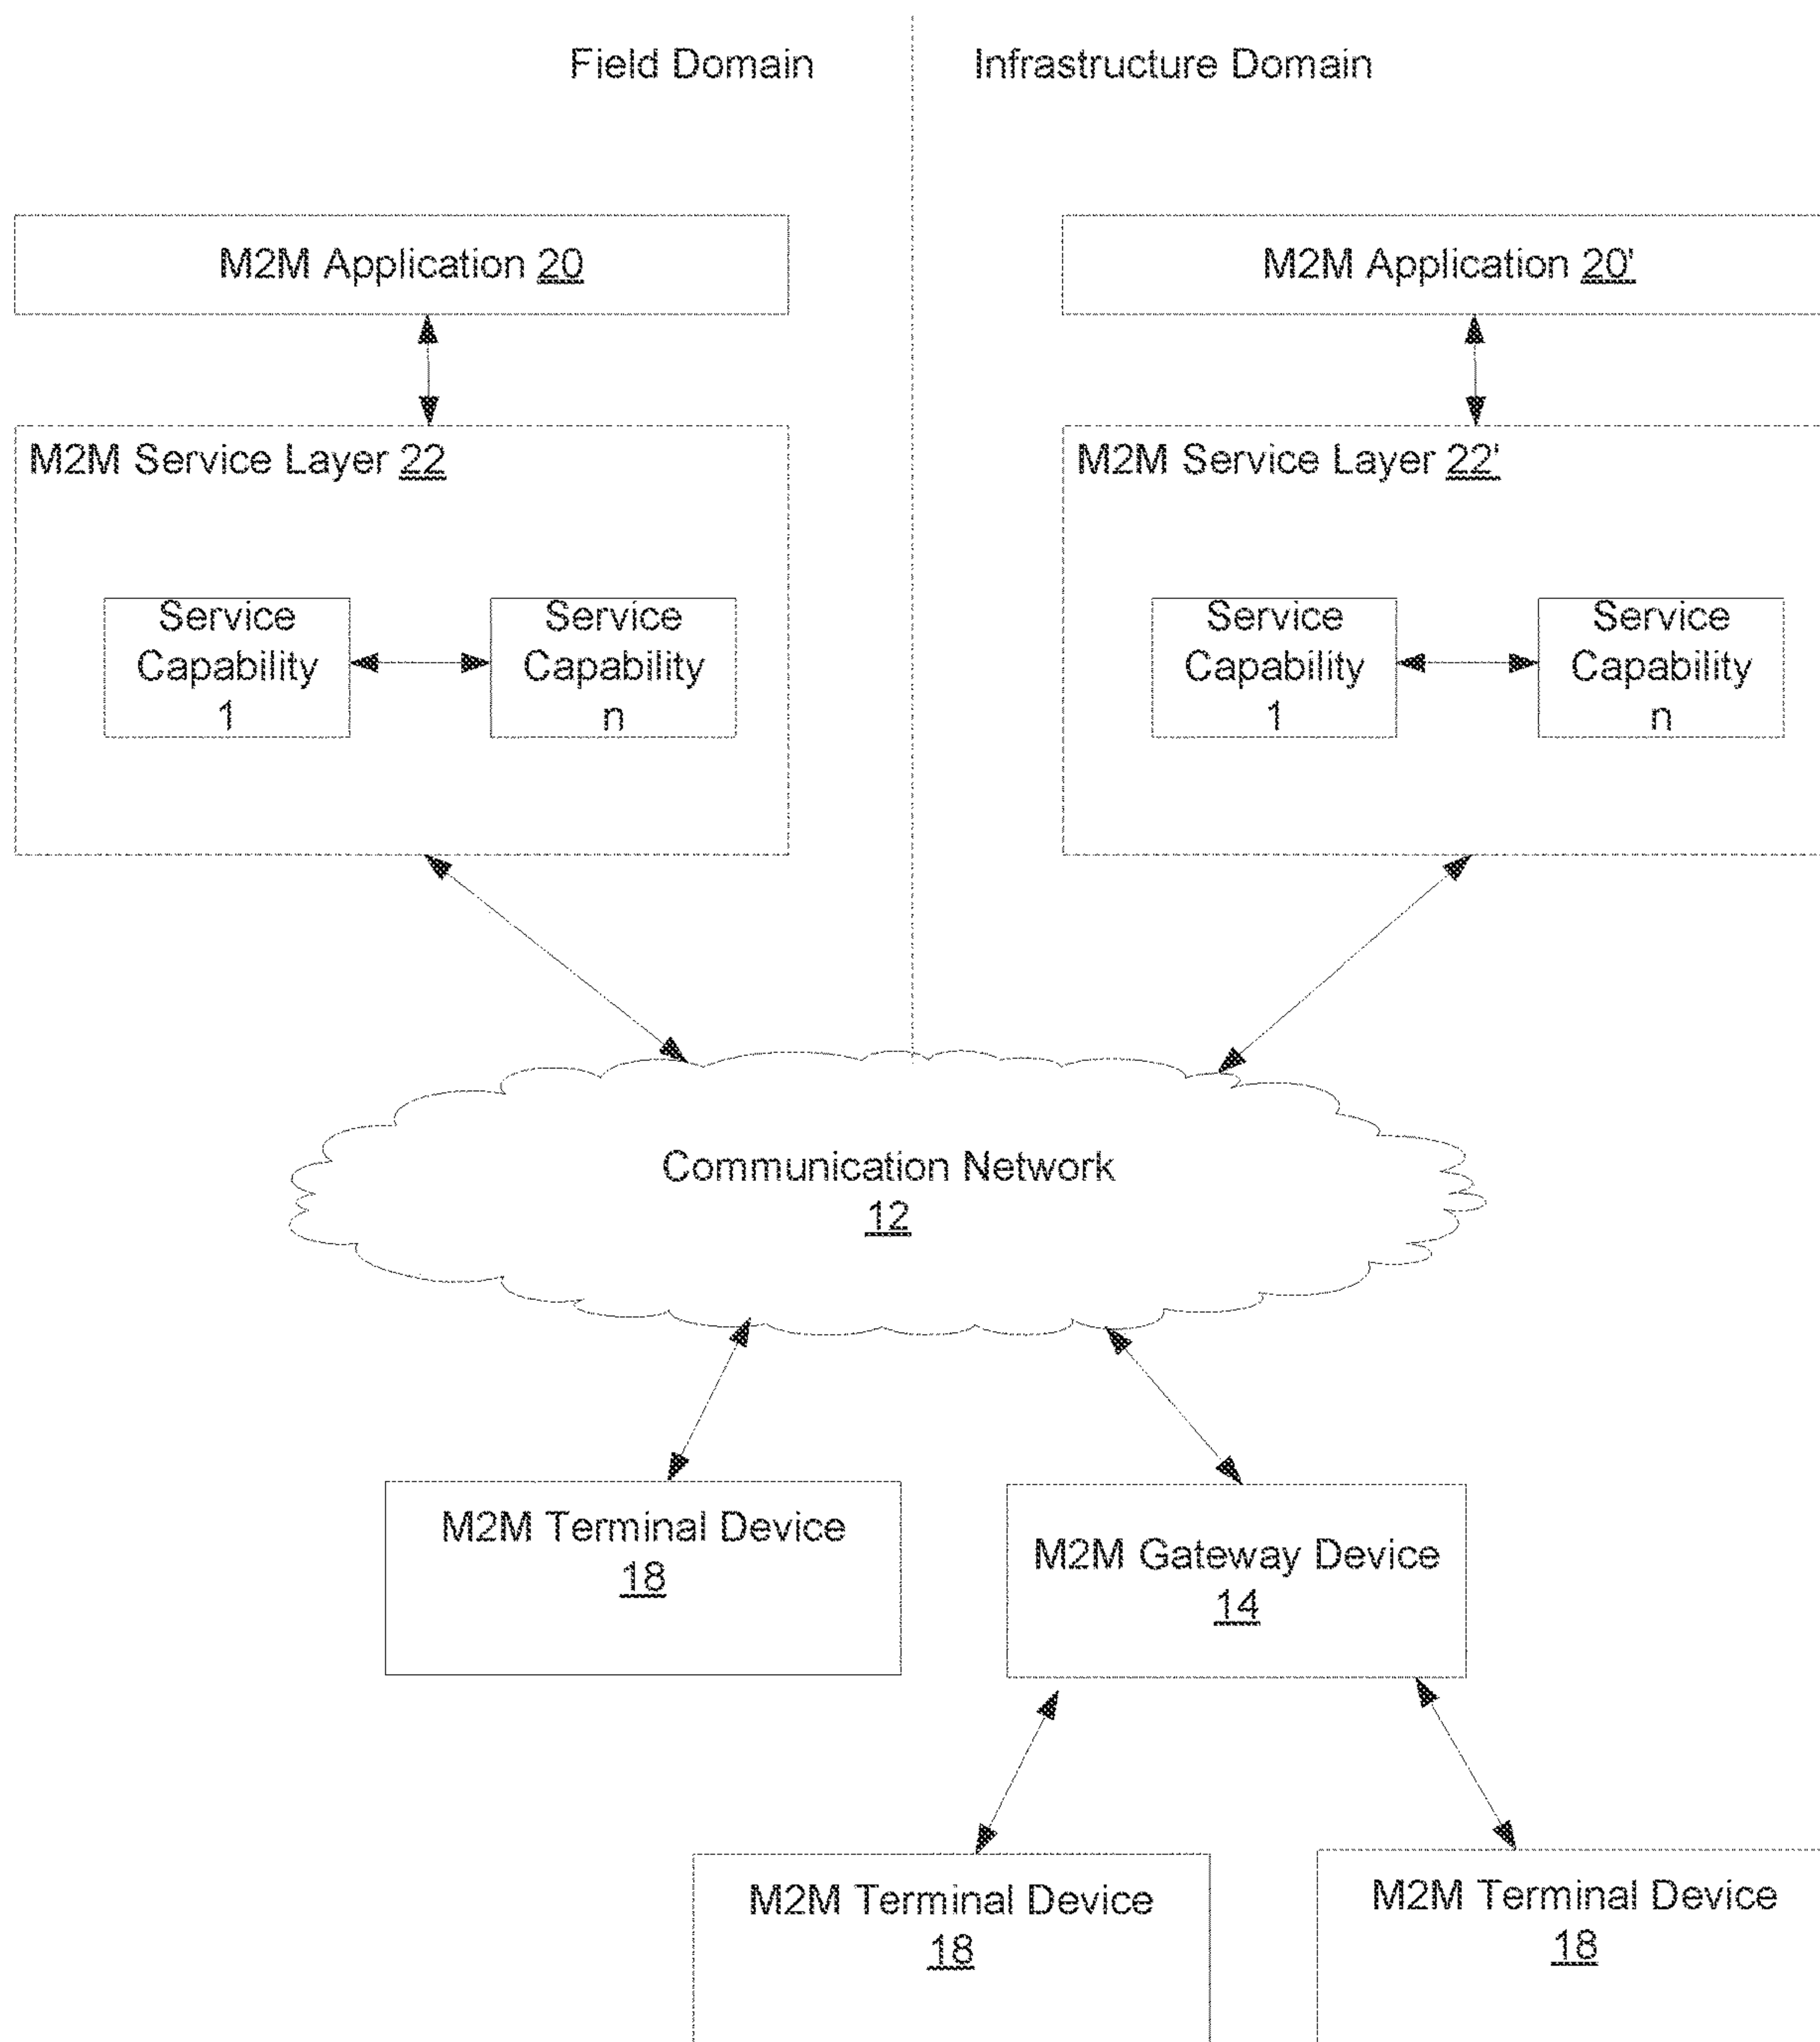 Field Domain
Infrastructure Domain
M2M Application 20
M2M Application 20'
M2M Service Layer 22
M2M Service Layer 22'
Service
Capability
1
Service
Capability
n
Service
Capability
1
Service
Capability
n
Communication Network
12
M2M Terminal Device
18
M2M Gateway Device
14
M2M Terminal Device
18
M2M Terminal Device
18